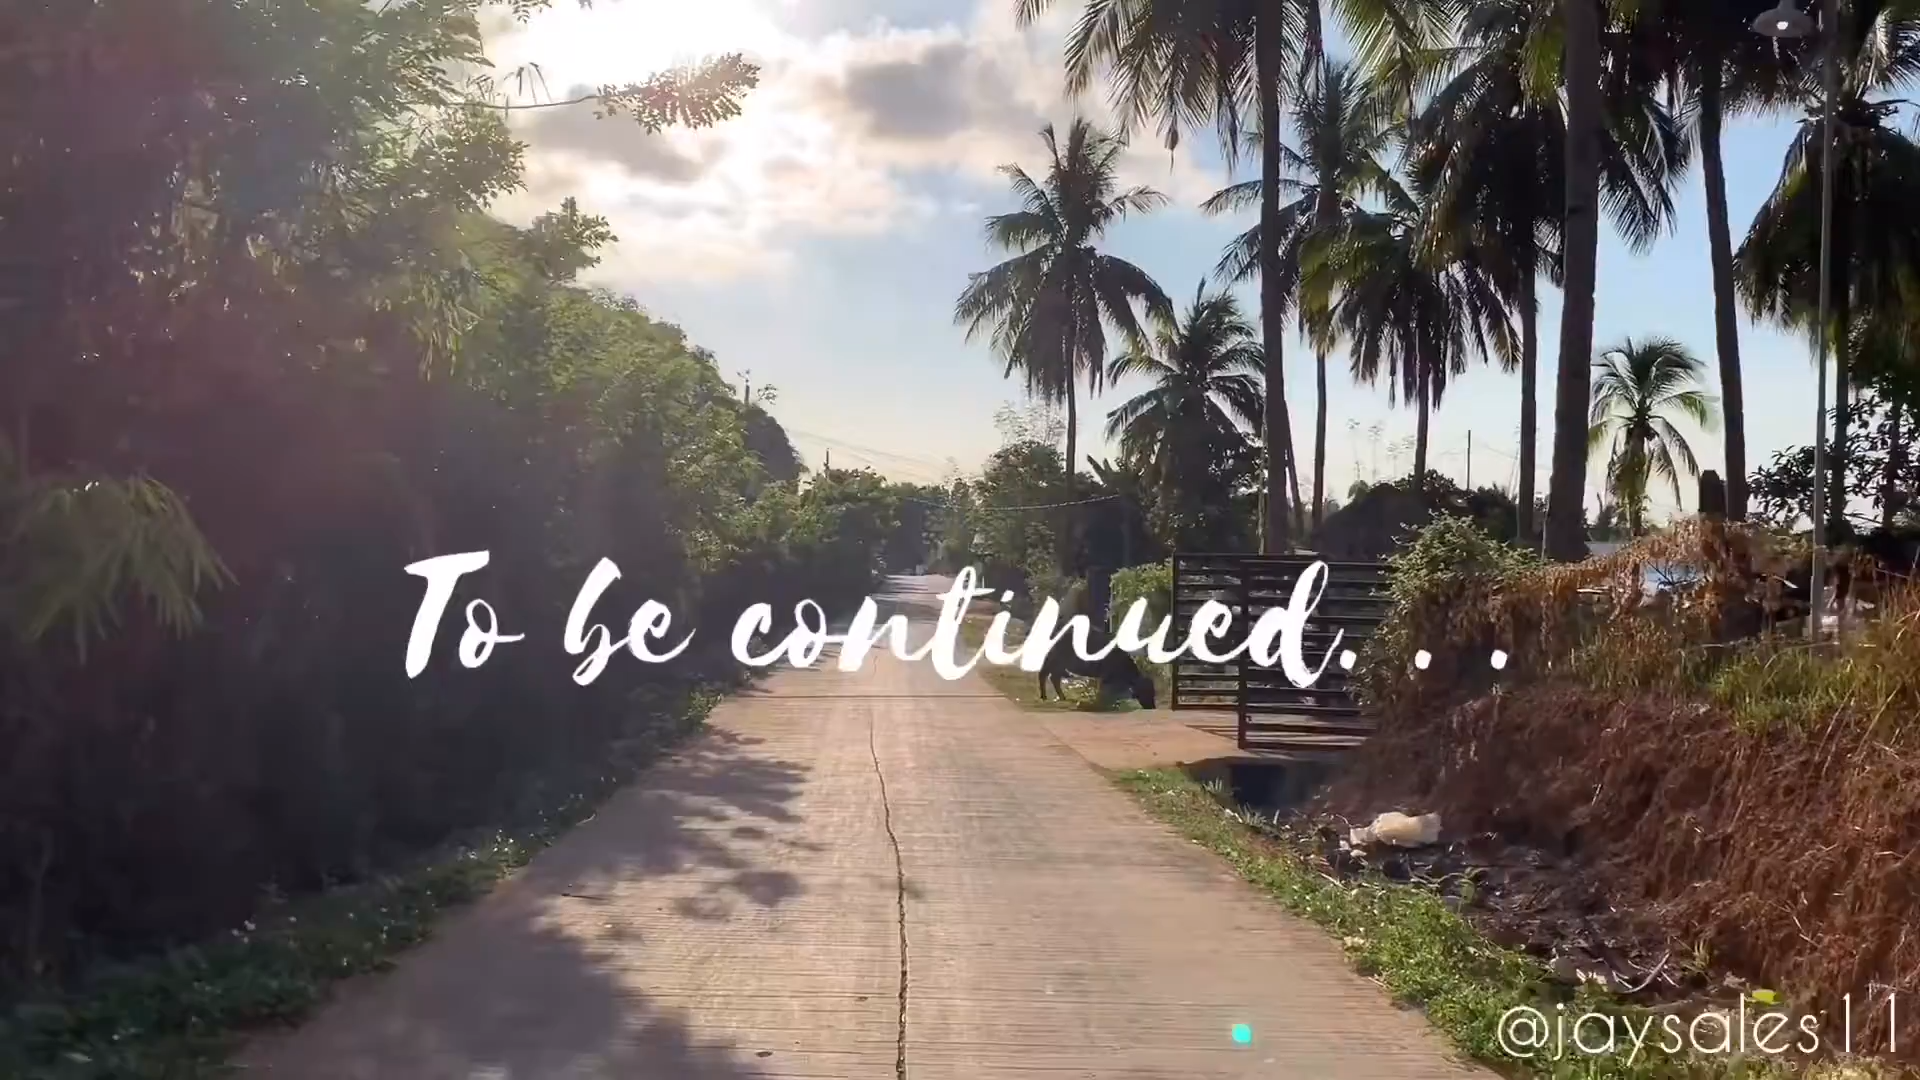 To be continued. . .
@jaysales11